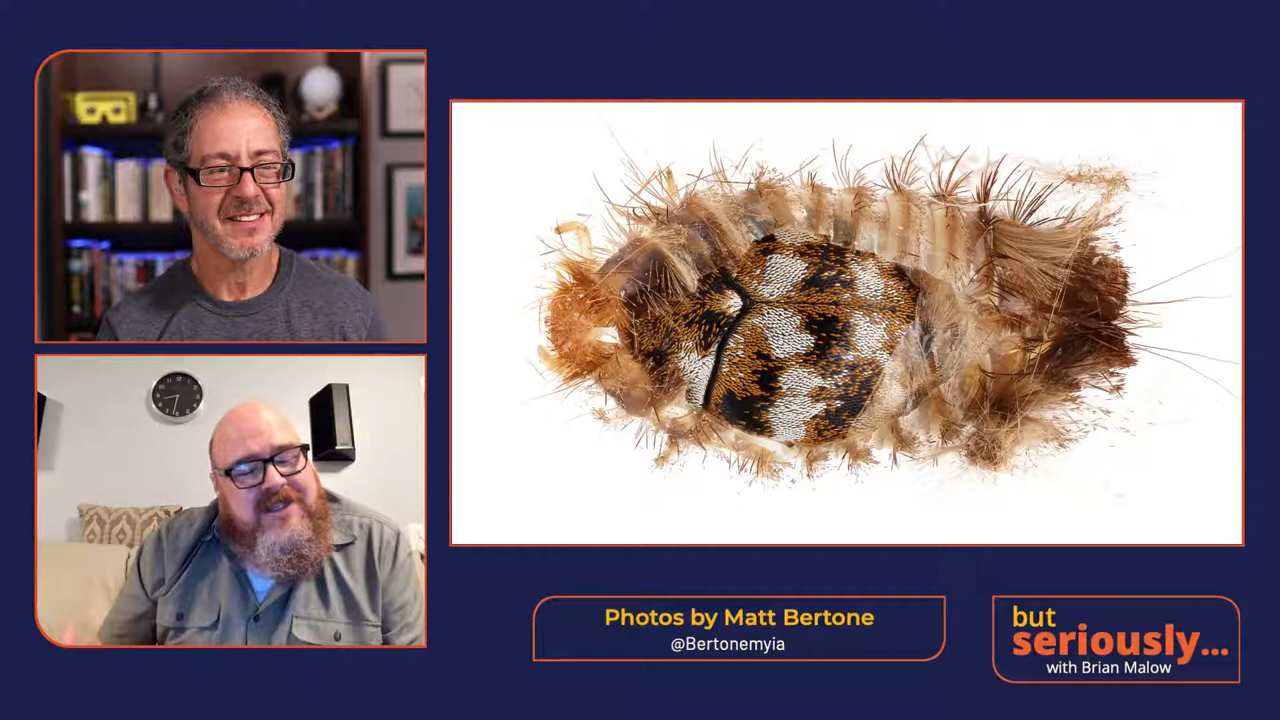 Photos by Matt Bertone
@Bertonemyia
but
seriously...
with Brian Malow